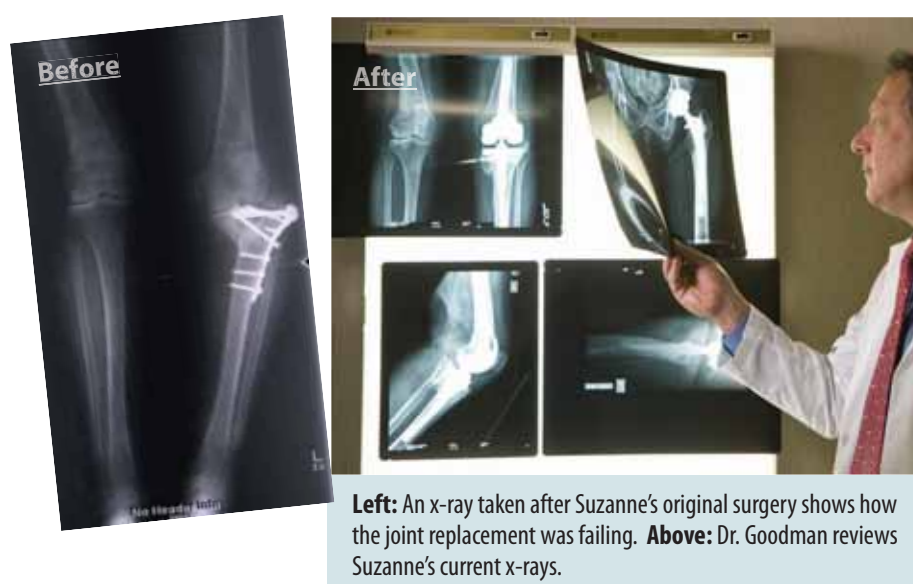 Before
After
No Header Info
L
Left: An x-ray taken after Suzanne's original surgery shows how
the joint replacement was failing.  Above: Dr. Goodman reviews
Suzanne's current x-rays.